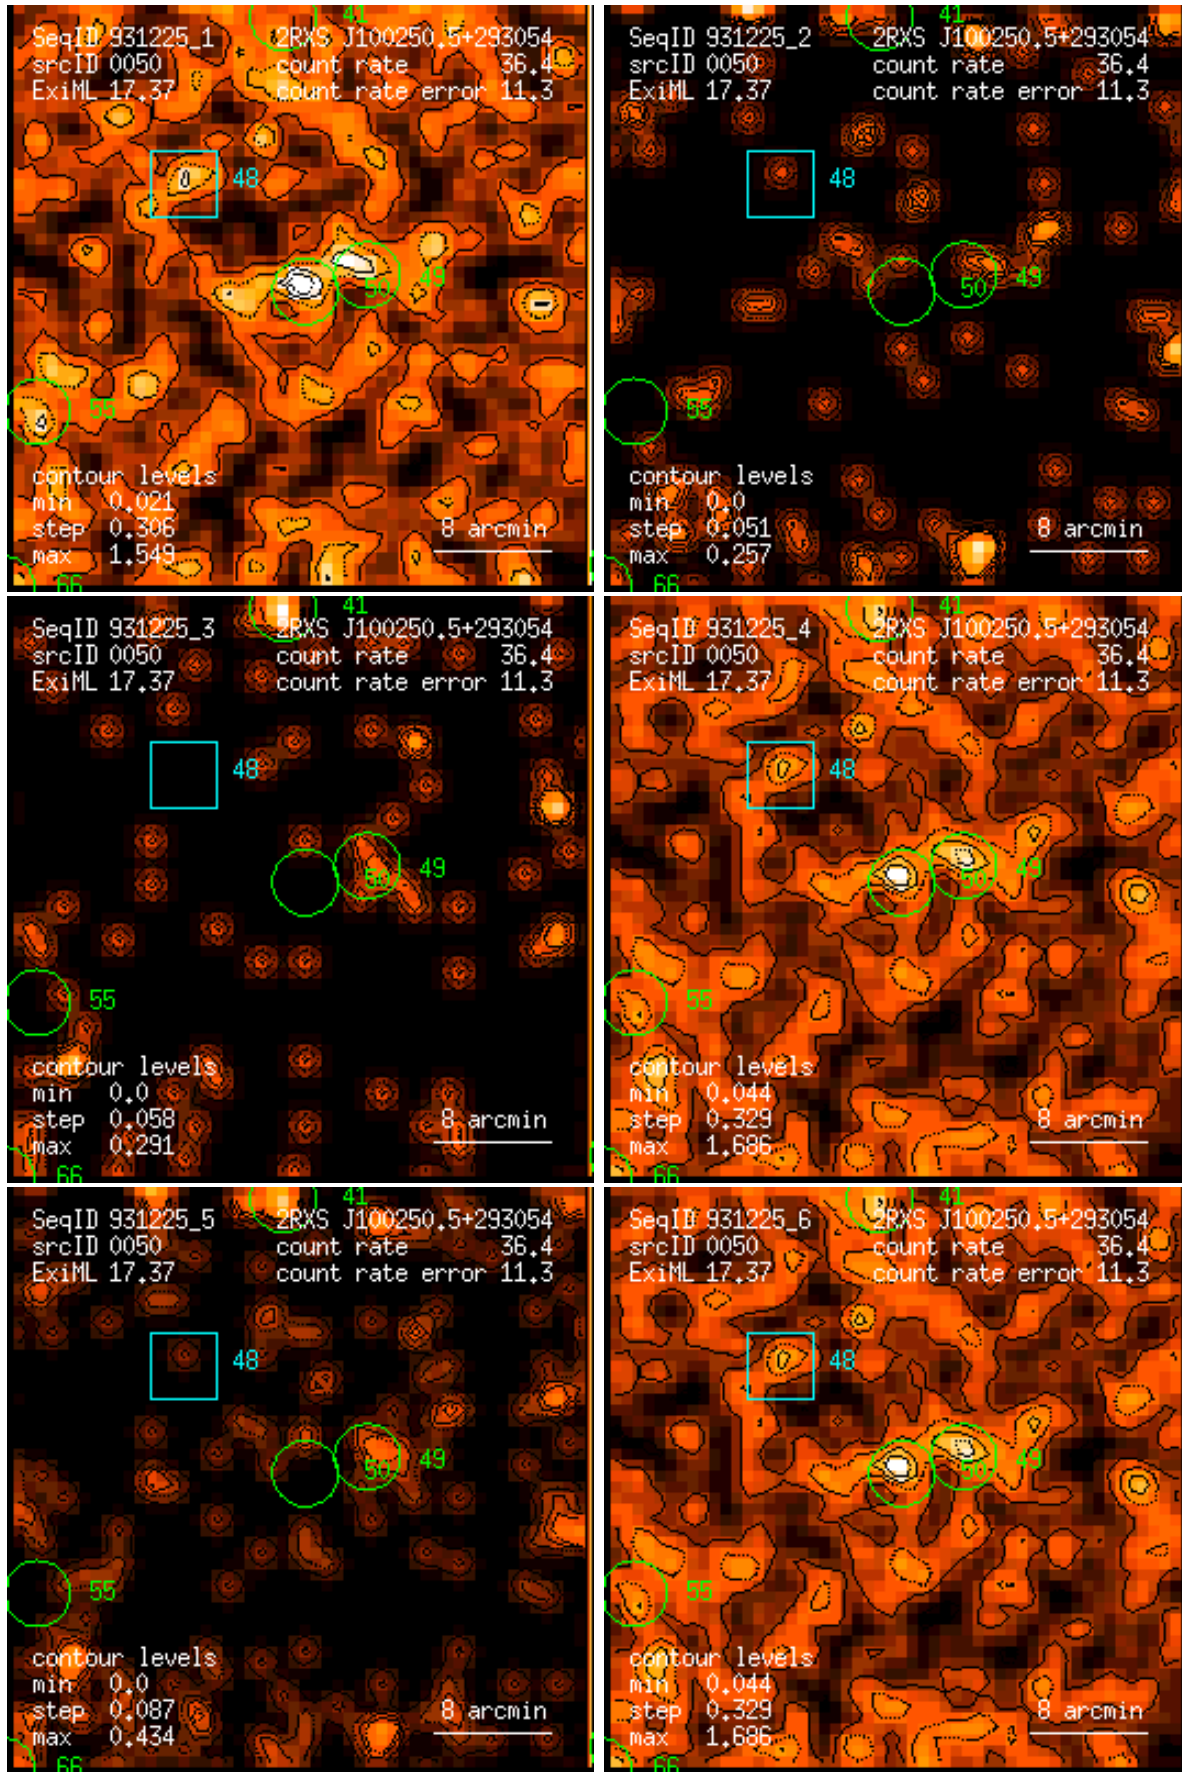 41
SeqID 931225_1 2RXS J100250.5+293054
srcID 0050 count rate 36.4
ExiML 17.37 count rate error 11.3
48
49
50
55
contour levels
min 0.021
step 0.306
max 1.549
8 arcmin
66
41
SeqID 931225_2 2RXS J100250.5+293054
srcID 0050 count rate 36.4
ExiML 17.37 count rate error 11.3
48
49
50
55
contour levels
min 0.0
step 0.051
max 0.257
8 arcmin
66
41
SeqID 931225_3 2RXS J100250.5+293054
srcID 0050 count rate 36.4
ExiML 17.37 count rate error 11.3
48
49
50
55
contour levels
min 0.0
step 0.058
max 0.291
8 arcmin
66
41
SeqID 931225_4 2RXS J100250.5+293054
srcID 0050 count rate 36.4
ExiML 17.37 count rate error 11.3
48
49
50
55
contour levels
min 0.044
step 0.329
max 1.686
8 arcmin
66
41
SeqID 931225_5 2RXS J100250.5+293054
srcID 0050 count rate 36.4
ExiML 17.37 count rate error 11.3
48
49
50
55
contour levels
min 0.0
step 0.087
max 0.434
8 arcmin
66
41
SeqID 931225_6 2RXS J100250.5+293054
srcID 0050 count rate 36.4
ExiML 17.37 count rate error 11.3
48
49
50
55
contour levels
min 0.044
step 0.329
max 1.686
8 arcmin
66